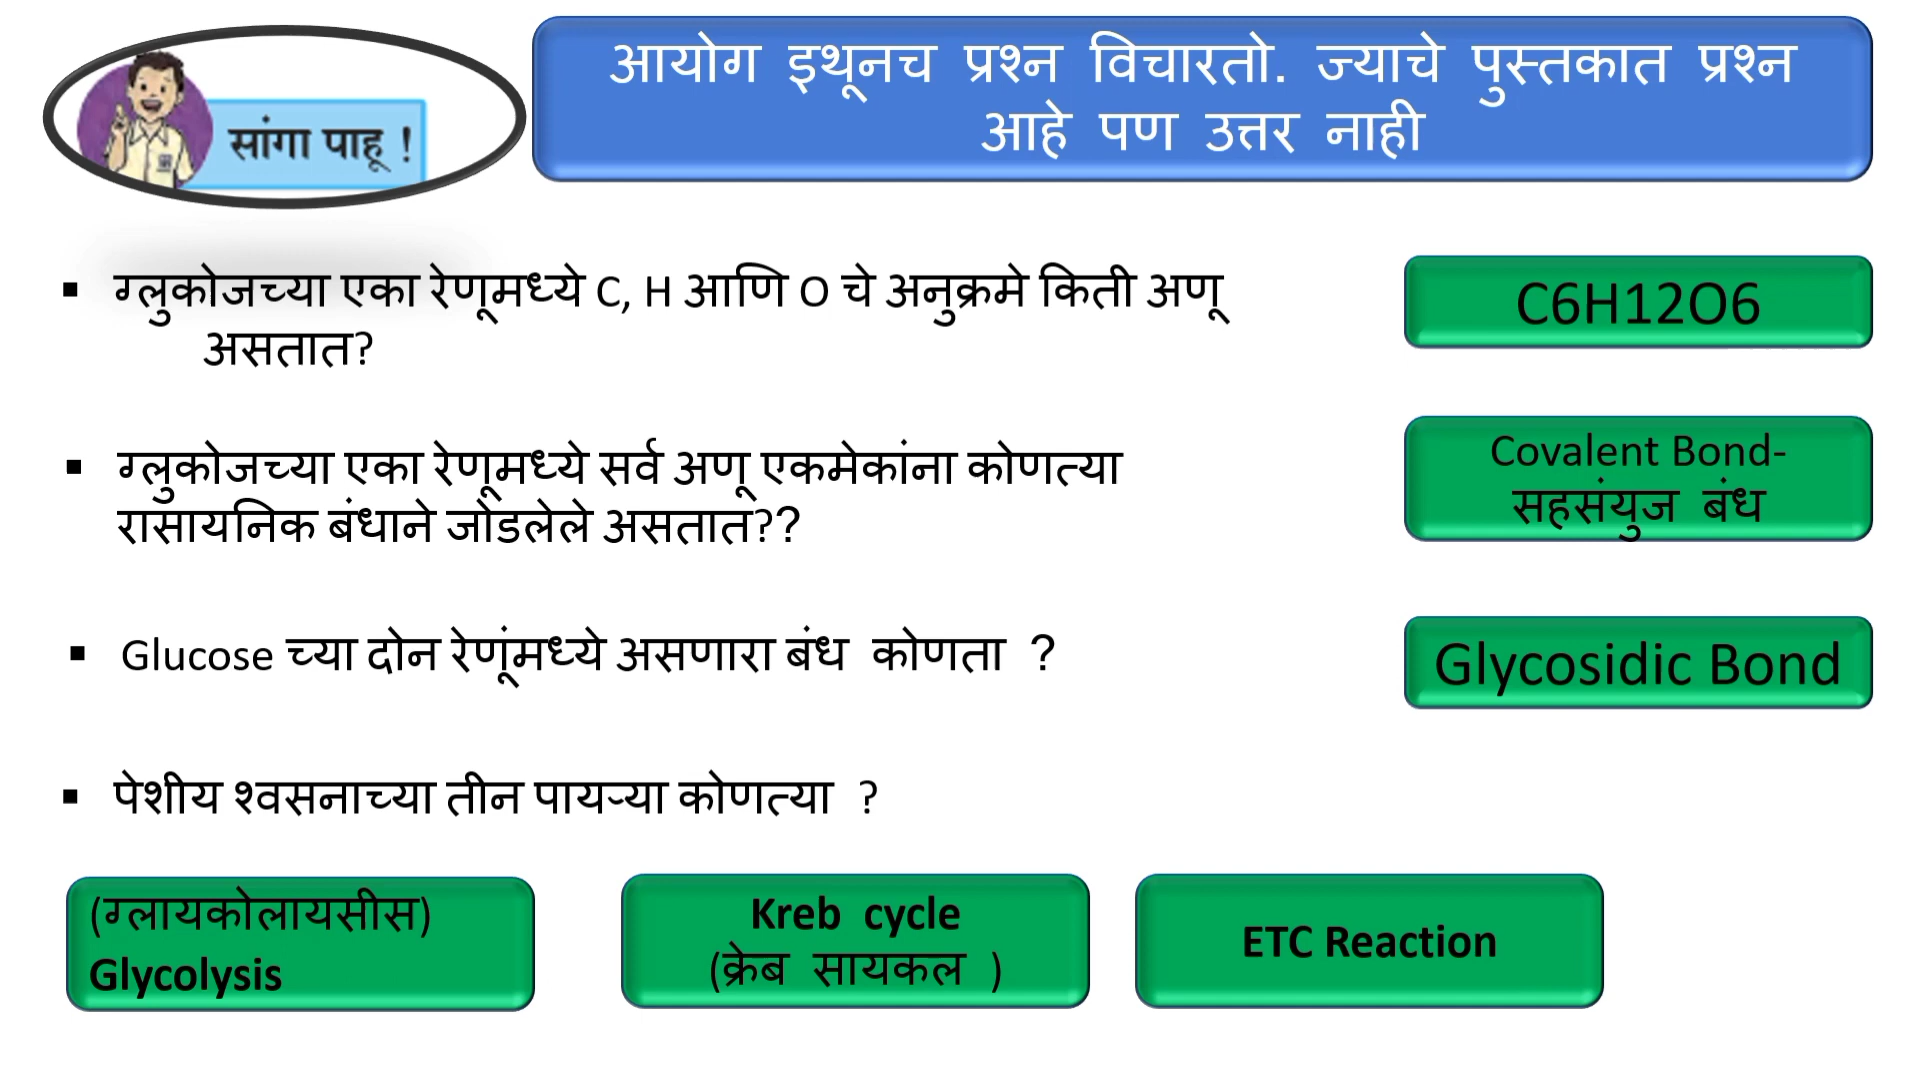 सांगा पाहू !
आयोग इथूनच प्रश्न विचारतो. ज्याचे पुस्तकात प्रश्न
आहे पण उत्तर नाही
▪ ग्लुकोजच्या एका रेणूमध्ये C, H आणि O चे अनुक्रमे किती अणू
असतात?
C6H12O6
▪ ग्लुकोजच्या एका रेणूमध्ये सर्व अणू एकमेकांना कोणत्या
रासायनिक बंधाने जोडलेले असतात??
Covalent Bond-
सहसंयुज बंध
▪ Glucose च्या दोन रेणूंमध्ये असणारा बंध कोणता ?
Glycosidic Bond
▪ पेशीय श्वसनाच्या तीन पायऱ्या कोणत्या ?
(ग्लायकोलायसीस)
Glycolysis
Kreb cycle
(क्रेब सायकल )
ETC Reaction